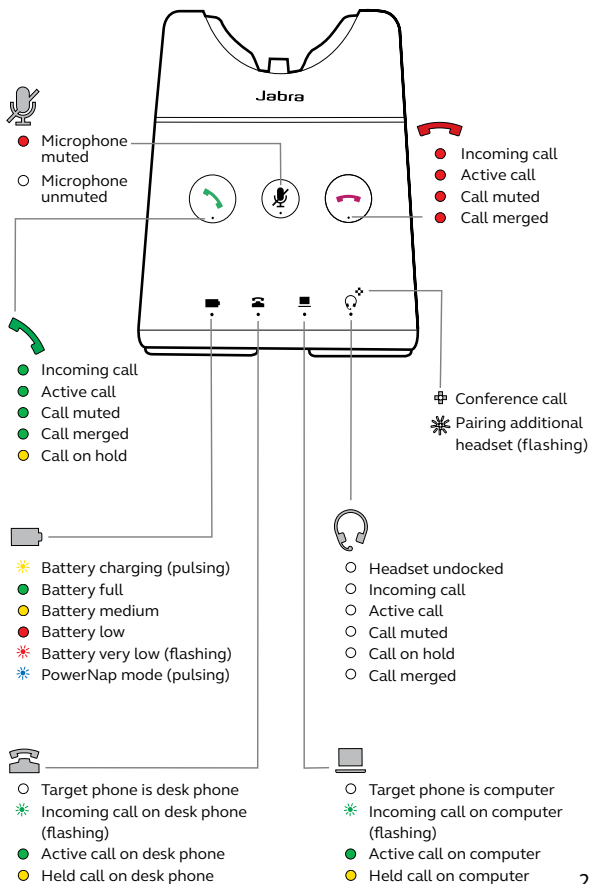 Jabra
Microphone
muted
Microphone
unmuted
Incoming call
Active call
Call muted
Call merged
Incoming call
Active call
Call muted
Call merged
Call on hold
Conference call
Pairing additional
headset (flashing)
Battery charging (pulsing)
Battery full
Battery medium
Battery low
Battery very low (flashing)
PowerNap mode (pulsing)
Headset undocked
Incoming call
Active call
Call muted
Call on hold
Call merged
Target phone is desk phone
Incoming call on desk phone
(flashing)
Active call on desk phone
Held call on desk phone
Target phone is computer
Incoming call on computer
(flashing)
Active call on computer
Held call on computer
2